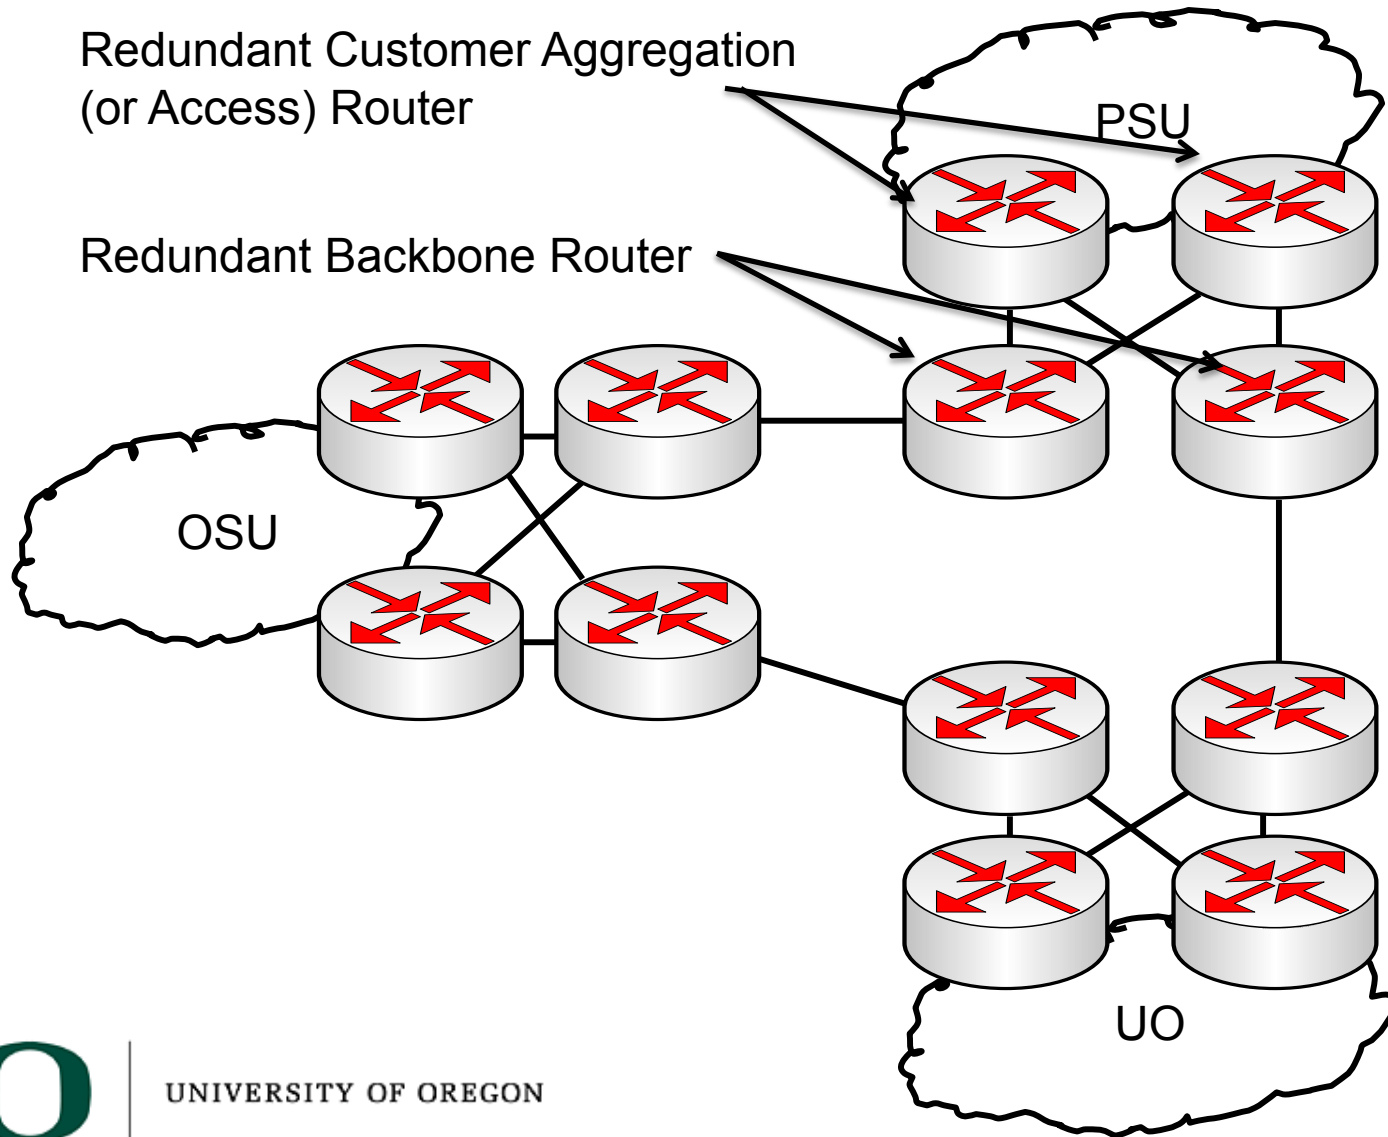 Redundant Customer Aggregation
(or Access) Router
PSU
Redundant Backbone Router
OSU
UO
UNIVERSITY OF OREGON